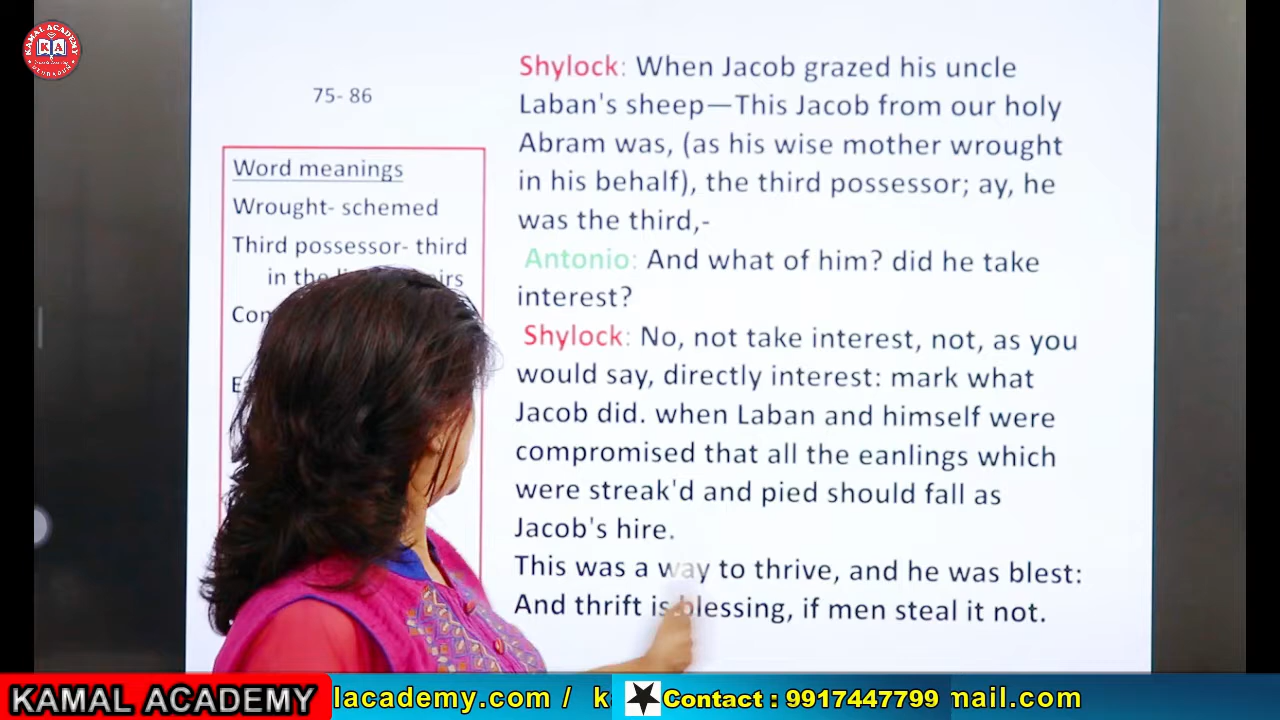 KAMAL ACADEMY
KA
DEHRADUN
75- 86
Word meanings
Wrought- schemed
Third possessor- third
in the
Shylock: When Jacob grazed his uncle
Laban's sheep—This Jacob from our holy
Abram was, (as his wise mother wrought
in his behalf), the third possessor; ay, he
was the third,-
Antonio: And what of him? did he take
interest?
Shylock: No, not take interest, not, as you
would say, directly interest: mark what
Jacob did. when Laban and himself were
compromised that all the eanlings which
were streak'd and pied should fall as
Jacob's hire.
This was a way to thrive, and he was blest:
And thrift is blessing, if men steal it not.
KAMAL ACADEMY
lacademy.com / k
Contact : 9917447799
mail.com